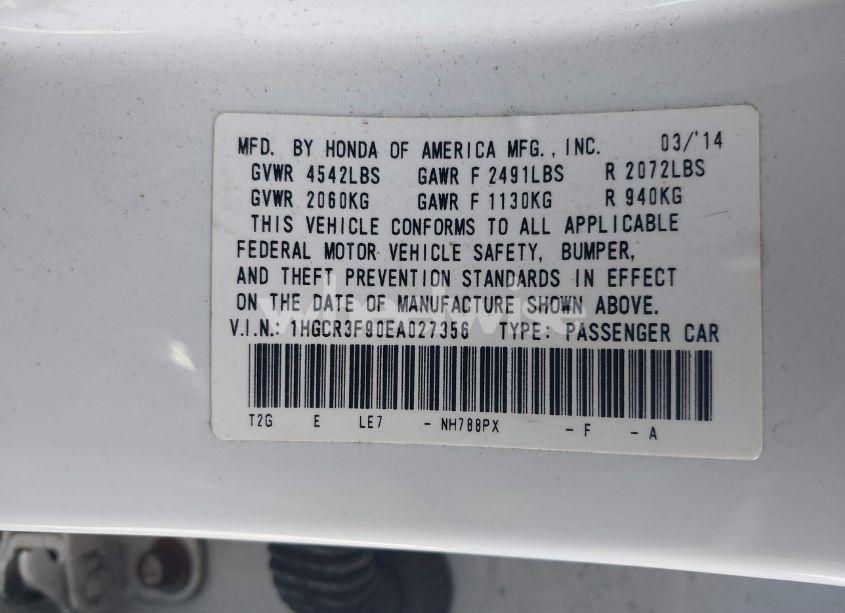 MFD. BY HONDA OF AMERICA MFG., INC. 03/'14
GVWR 4542LBS GAWR F 2491LBS R 2072LBS
GVWR 2060KG GAWR F 1130KG R 940KG
THIS VEHICLE CONFORMS TO ALL APPLICABLE
FEDERAL MOTOR VEHICLE SAFETY, BUMPER,
AND THEFT PREVENTION STANDARDS IN EFFECT
ON THE DATE OF MANUFACTURE SHOWN ABOVE.
V.I.N.: 1HGCR3F90EA027356 TYPE: PASSENGER CAR
T2G E LE7 - NH788PX - F - A